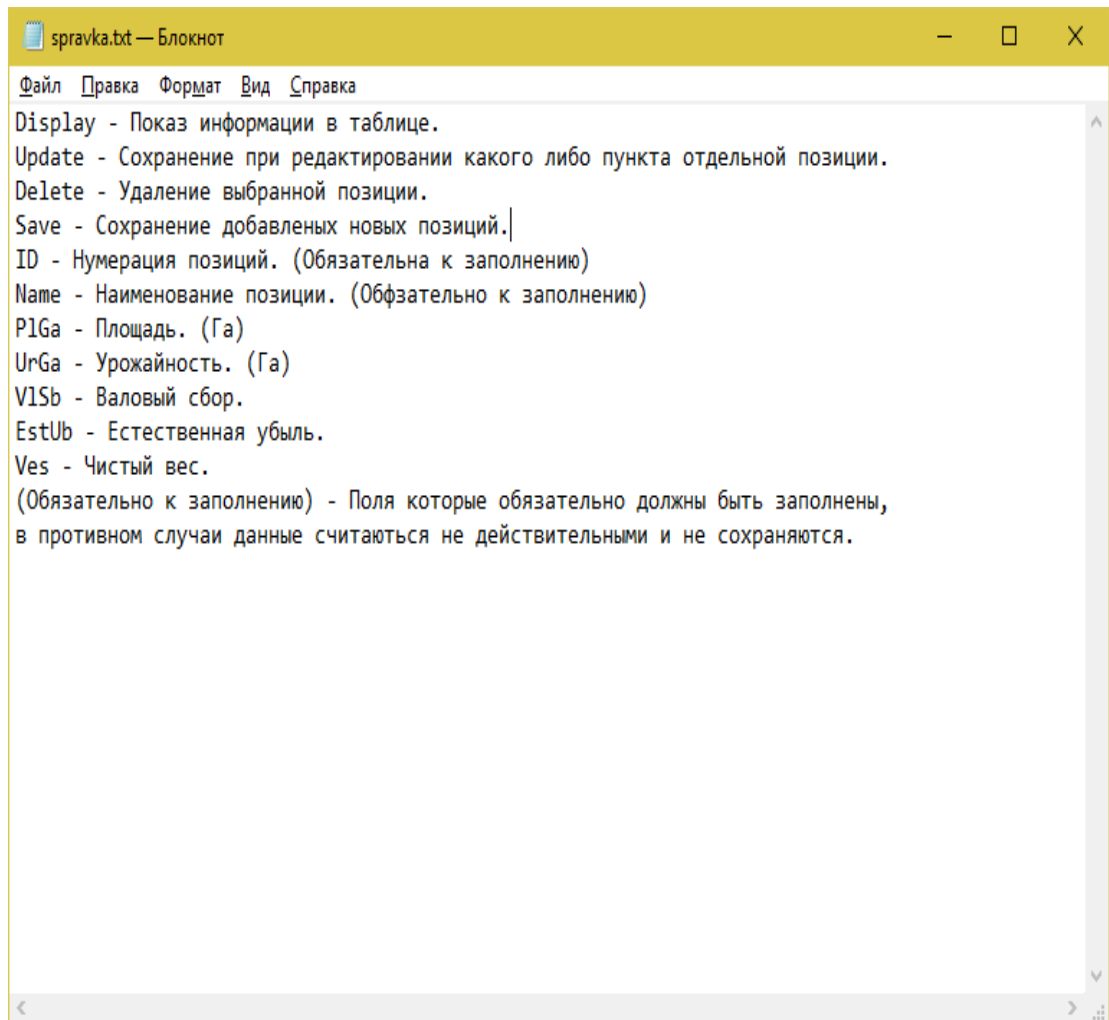 spravka.txt — Блокнот
Файл Правка Формат Вид Справка
Display - Показ информации в таблице.
Update - Сохранение при редактировании какого либо пункта отдельной позиции.
Delete - Удаление выбранной позиции.
Save - Сохранение добавленых новых позиций.
ID - Нумерация позиций. (Обязательна к заполнению)
Name - Наименование позиции. (Обфзательно к заполнению)
PlGa - Площадь. (Га)
UrGa - Урожайность. (Га)
VlSb - Валовый сбор.
EstUb - Естественная убыль.
Ves - Чистый вес.
(Обязательно к заполнению) - Поля которые обязательно должны быть заполнены,
в противном случаи данные считаються не действительными и не сохраняются.